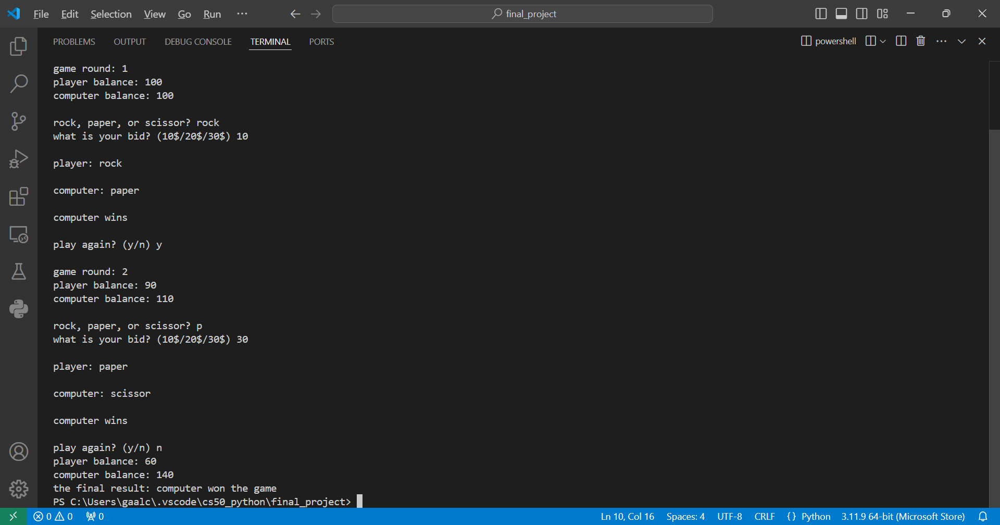 File Edit Selection View Go Run ··· final_project
PROBLEMS OUTPUT DEBUG CONSOLE TERMINAL PORTS powershell
game round: 1
player balance: 100
computer balance: 100
rock, paper, or scissor? rock
what is your bid? (10$/20$/30$) 10
player: rock
computer: paper
computer wins
play again? (y/n) y
game round: 2
player balance: 90
computer balance: 110
rock, paper, or scissor? p
what is your bid? (10$/20$/30$) 30
player: paper
computer: scissor
computer wins
play again? (y/n) n
player balance: 60
computer balance: 140
the final result: computer won the game
PS C:\Users\gaalc\.vscode\cs50_python\final_project>
0 0 0 Ln 10, Col 16 Spaces: 4 UTF-8 CRLF {} Python 3.11.9 64-bit (Microsoft Store)